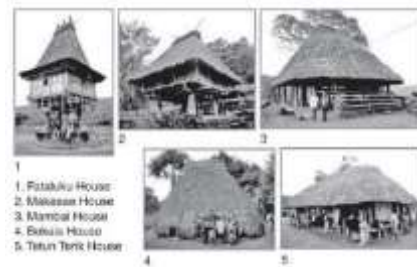 1
2
3
1. Fataluku House
2. Makassae House
3. Mambai House
4. Bekais House
5. Tetun Terik House
4
5